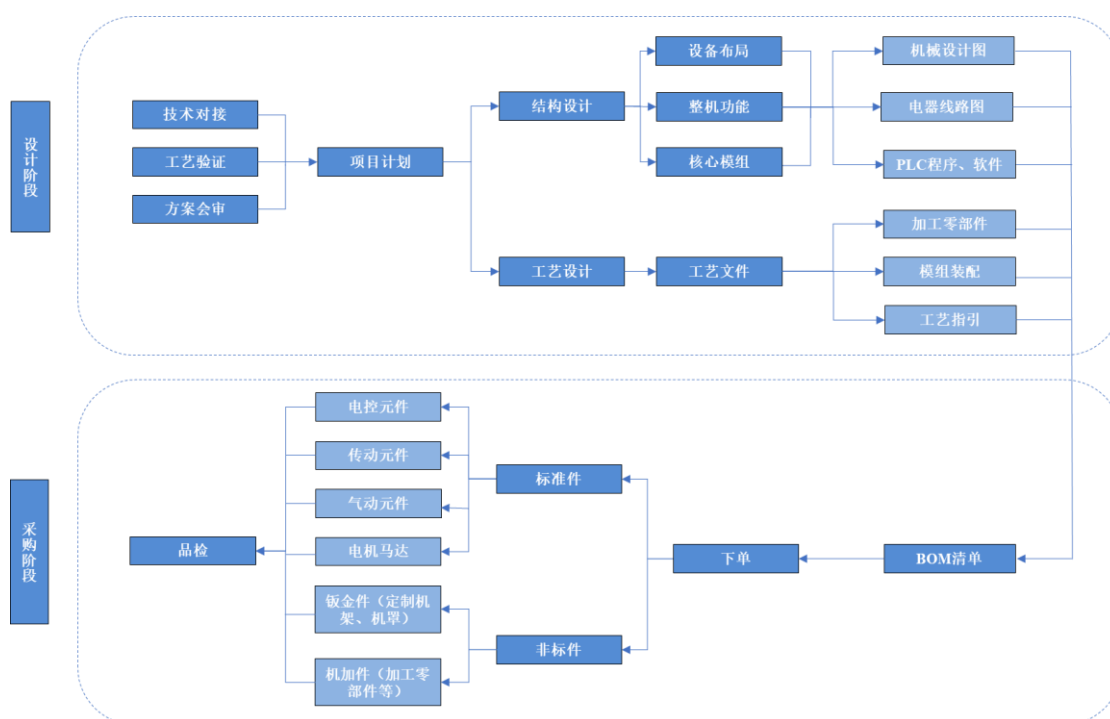 设计阶段
技术对接
工艺验证
方案会审
项目计划
结构设计
工艺设计
设备布局
整机功能
核心模组
工艺文件
机械设计图
电器线路图
PLC程序、软件
加工零部件
模组装配
工艺指引
采购阶段
BOM清单
下单
标准件
非标件
电控元件
传动元件
气动元件
电机马达
钣金件（定制机
架、机罩）
机加件（加工零
部件等）
品检